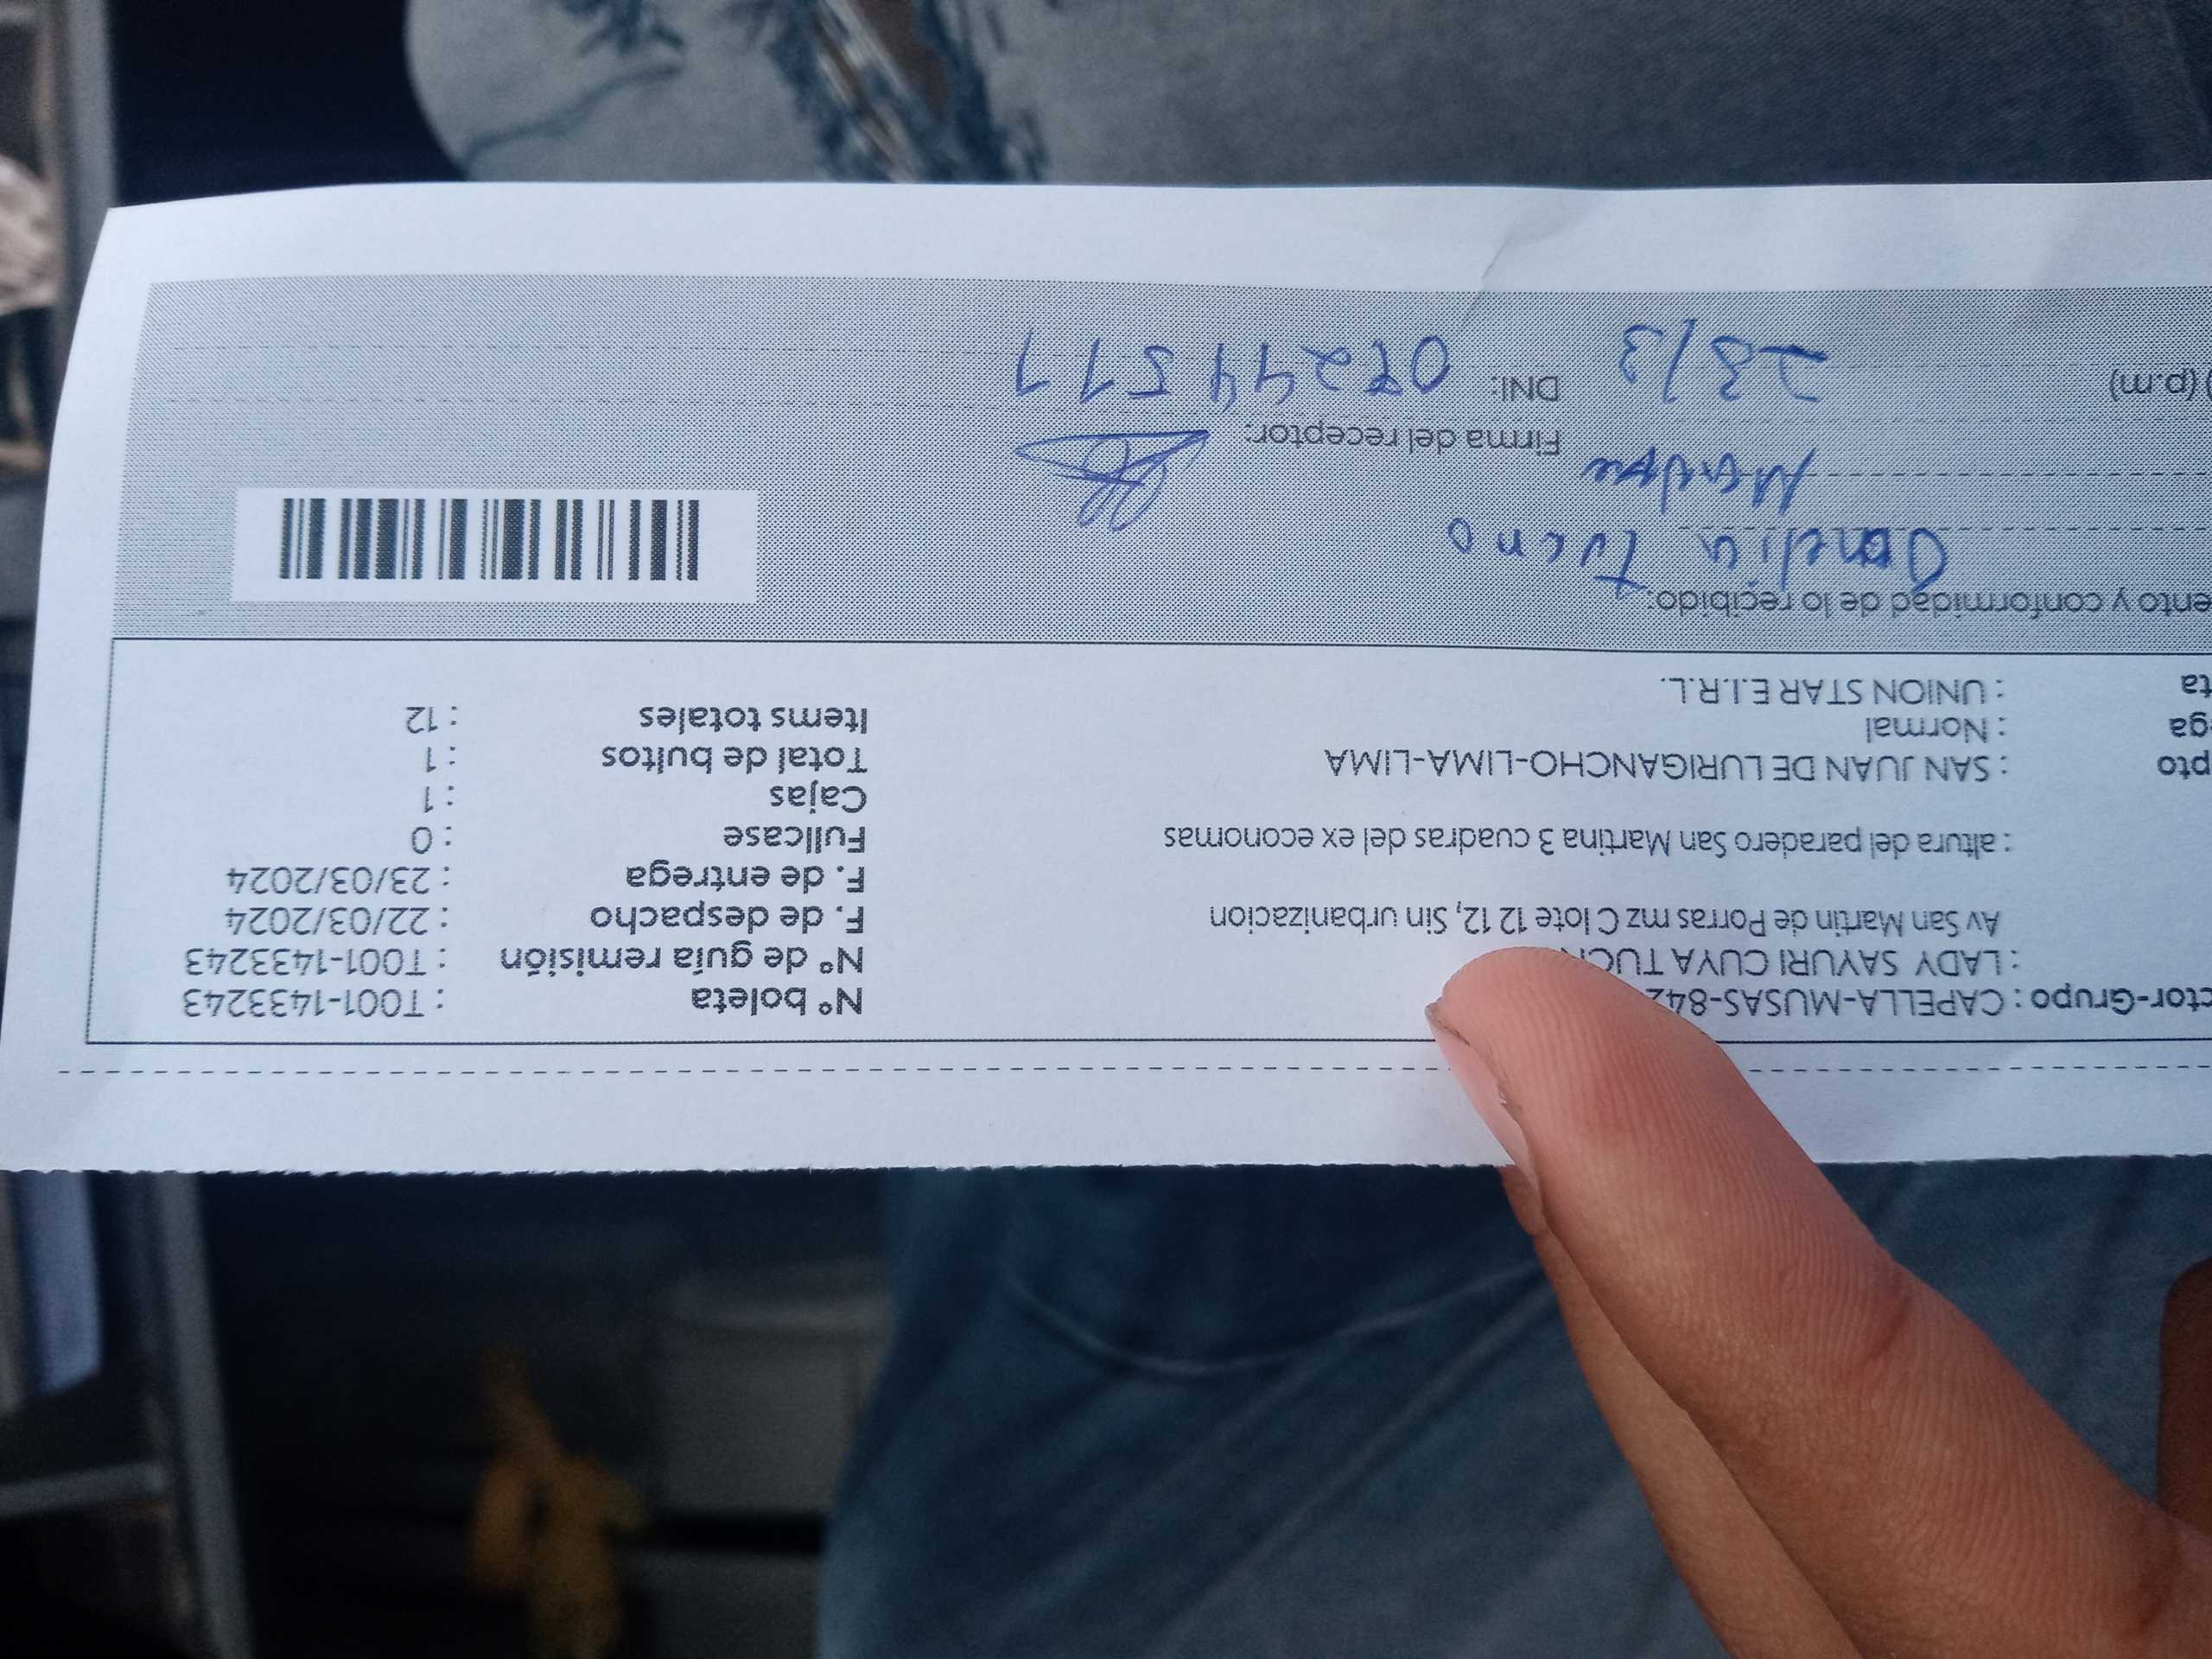 ctor-Grupo : CAPELLA-MUSAS-842
: LADY SAYURI CUYA
Av San Martin de Porras mz C lote 12 12, Sin urbanizacion
: altura del paradero San Martina 3 cuadras del ex economas
pto : SAN JUAN DE LURIGANCHO-LIMA-LIMA
ga : Normal
ta : UNION STAR E.I.R.L.
N° boleta : T001-1433243
N° de guía remisión : T001-1433243
F. de despacho : 22/03/2024
F. de entrega : 23/03/2024
Fullcase : 0
Cajas : 1
Total de bultos : 1
Items totales : 12
ento y conformidad de lo recibido:
Tucno
Firma del receptor:
) (p.m) 23/3
DNI: